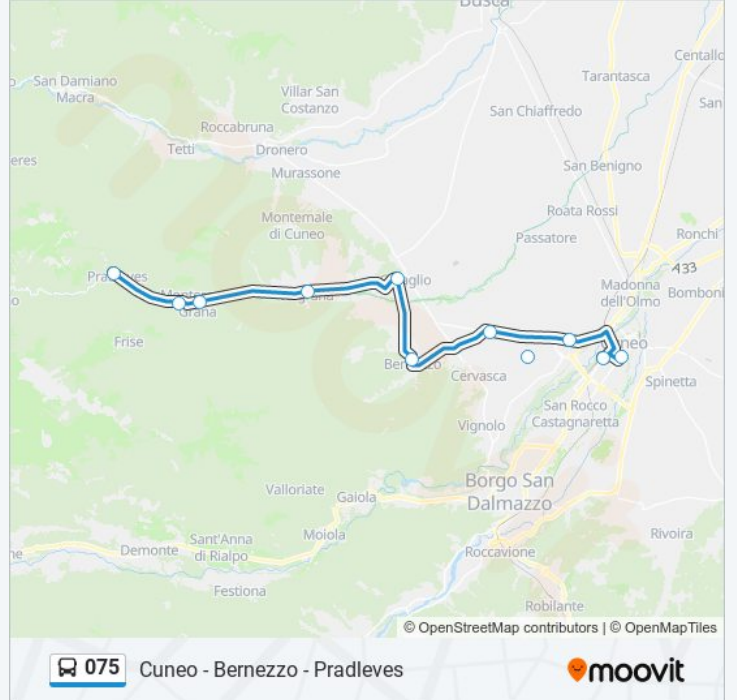 Busca
Centallo
San Damiano
Macra
Tarantasca
Villar San
Costanzo
San
San Chiaffredo
Roccabruna
Tetti
Dronero
eres
San Benigno
Murassone
Roata Rossi
Montemale
di Cuneo
Passatore
Ronchi
433
Madonna
dell'Olmo
Bomboni
Grana
Frise
Cervasca
Spinetta
San Rocco
Castagnaretta
Vignolo
Borgo San
Dalmazzo
Valloriate
Gaiola
Moiola
Sant'Anna
di Rialpo
Demonte
Rivoira
Roccavione
Festiona
Robilante
© OpenStreetMap contributors | © OpenMapTiles
075 Cuneo - Bernezzo - Pradleves
moovit